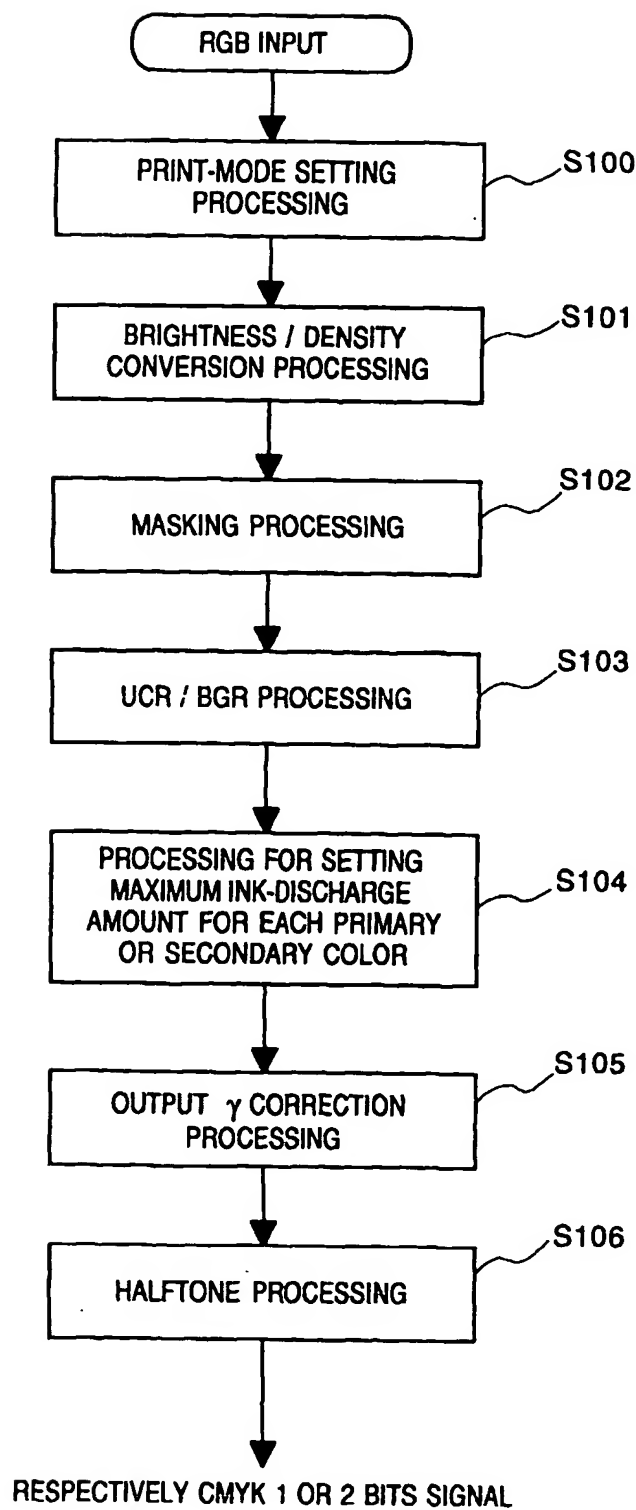 RGB INPUT
PRINT-MODE SETTING
PROCESSING
S100
BRIGHTNESS / DENSITY
CONVERSION PROCESSING
S101
MASKING PROCESSING
S102
UCR / BGR PROCESSING
S103
PROCESSING FOR SETTING
MAXIMUM INK-DISCHARGE
AMOUNT FOR EACH PRIMARY
OR SECONDARY COLOR
S104
OUTPUT γ CORRECTION
PROCESSING
S105
HALFTONE PROCESSING
S106
RESPECTIVELY CMYK 1 OR 2 BITS SIGNAL